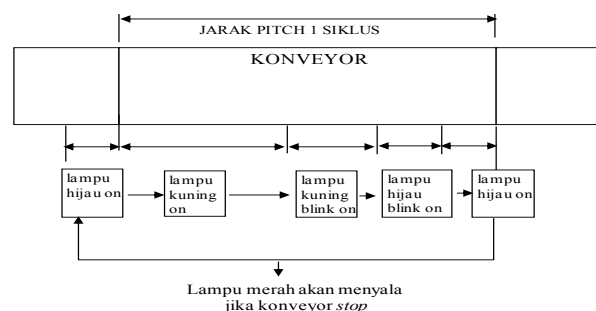 JARAK PITCH 1 SIKLUS
KONVEYOR
lampu
hijau on
lampu
kuning
on
lampu
kuning
blink on
lampu
hijau
blink on
lampu
hijau on
Lampu merah akan menyala
jika konveyor stop